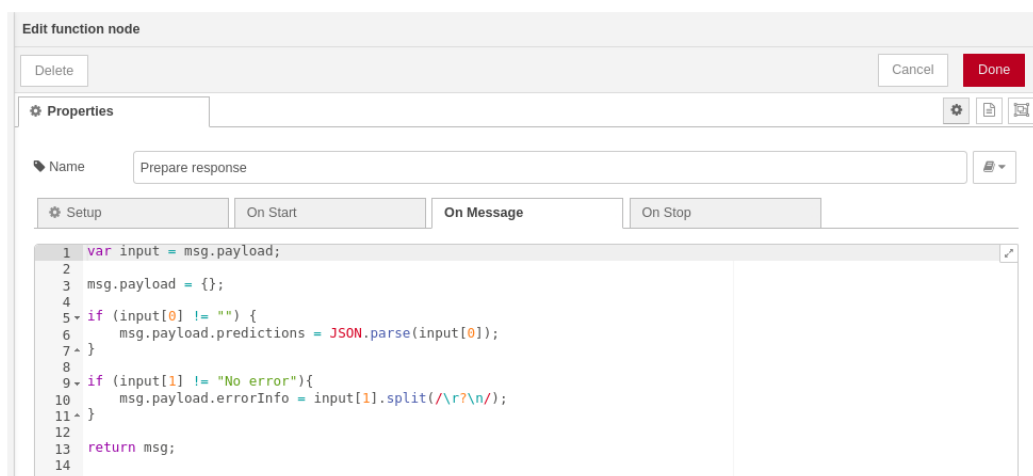 Edit function node
Delete Cancel Done
Properties
Name Prepare response
Setup On Start On Message On Stop
1 var input = msg.payload;
2
3 msg.payload = {};
4
5 if (input[0] != "") {
6     msg.payload.predictions = JSON.parse(input[0]);
7 }
8
9 if (input[1] != "No error"){
10     msg.payload.errorInfo = input[1].split(/\r?\n/);
11 }
12
13 return msg;
14